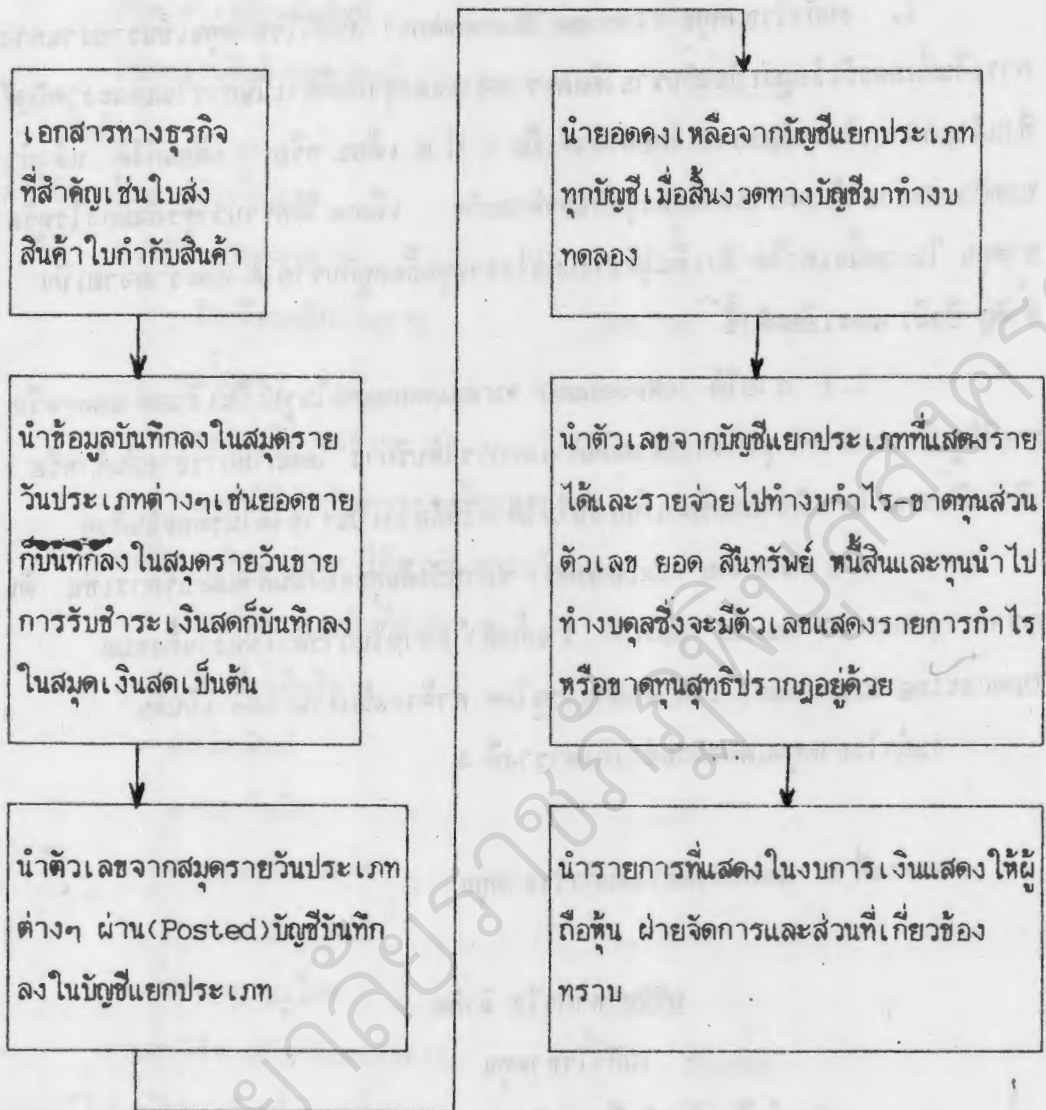 เอกสารทางธุรกิจ
ที่สำคัญเช่นใบส่ง
สินค้าใบกำกับสินค้า
นำข้อมูลบันทึกลงในสมุดราย
วันประเภทต่างๆเช่นยอดขาย
ก็บันทึกลงในสมุดรายวันขาย
การรับชำระเงินสดก็บันทึกลง
ในสมุดเงินสดเป็นต้น
นำตัวเลขจากสมุดรายวันประเภท
ต่างๆ ผ่าน(Posted)บัญชีบันทึก
ลงในบัญชีแยกประเภท
นำยอดคงเหลือจากบัญชีแยกประเภท
ทุกบัญชีเมื่อสิ้นงวดทางบัญชีมาทำงบ
ทดลอง
นำตัวเลขจากบัญชีแยกประเภทที่แสดงราย
ได้และรายจ่ายไปทำงบกำไร-ขาดทุนส่วน
ตัวเลข ยอด สินทรัพย์ หนี้สินและทุนนำไป
ทำงบดุลซึ่งจะมีตัวเลขแสดงรายการกำไร
หรือขาดทุนสุทธิปรากฏอยู่ด้วย
นำรายการที่แสดงในงบการเงินแสดงให้ผู้
ถือหุ้น ฝ่ายจัดการและส่วนที่เกี่ยวข้อง
ทราบ